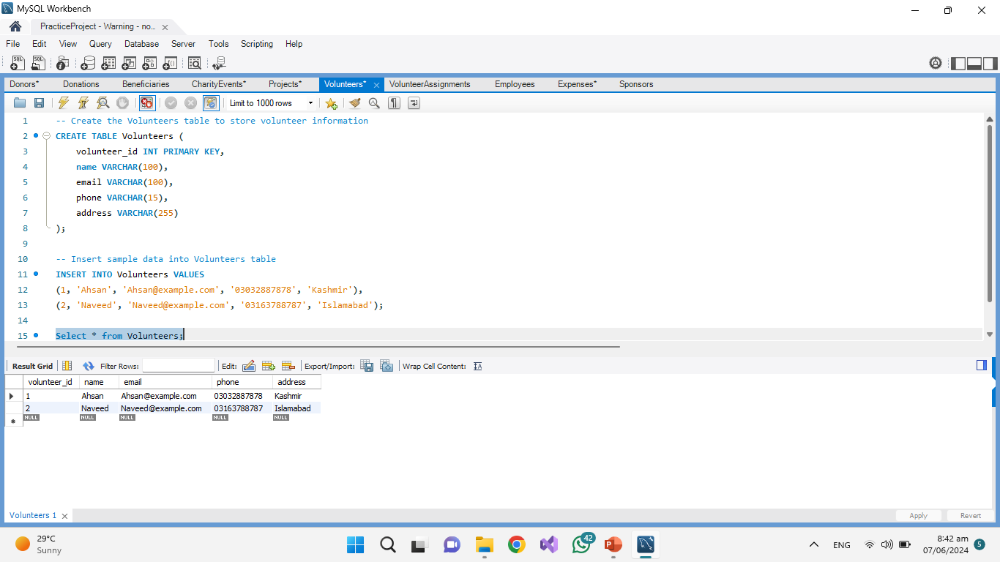 MySQL Workbench
PracticeProject - Warning - no...
File Edit View Query Database Server Tools Scripting Help
Donors* Donations Beneficiaries CharityEvents* Projects* Volunteers* VolunteerAssignments Employees Expenses* Sponsors
Limit to 1000 rows
1 -- Create the Volunteers table to store volunteer information
2 CREATE TABLE Volunteers (
3 volunteer_id INT PRIMARY KEY,
4 name VARCHAR(100),
5 email VARCHAR(100),
6 phone VARCHAR(15),
7 address VARCHAR(255)
8 );
9
10 -- Insert sample data into Volunteers table
11 INSERT INTO Volunteers VALUES
12 (1, 'Ahsan', 'Ahsan@example.com', '03032887878', 'Kashmir'),
13 (2, 'Naveed', 'Naveed@example.com', '03163788787', 'Islamabad');
14
15 Select * from Volunteers;
Result Grid Filter Rows: Edit: Export/Import: Wrap Cell Content:
volunteer_id name email phone address
1 Ahsan Ahsan@example.com 03032887878 Kashmir
2 Naveed Naveed@example.com 03163788787 Islamabad
NULL NULL NULL NULL NULL
Volunteers 1 Apply Revert
29°C
Sunny
42
ENG
8:42 am
07/06/2024
5